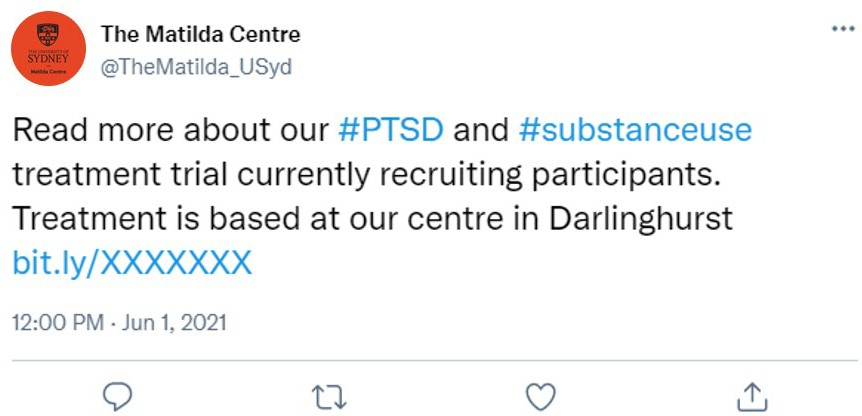 THE UNIVERSITY OF
SYDNEY
Matilda Centre
The Matilda Centre
@TheMatilda_USyd
Read more about our #PTSD and #substanceuse
treatment trial currently recruiting participants.
Treatment is based at our centre in Darlinghurst
bit.ly/XXXXXXX
12:00 PM · Jun 1, 2021